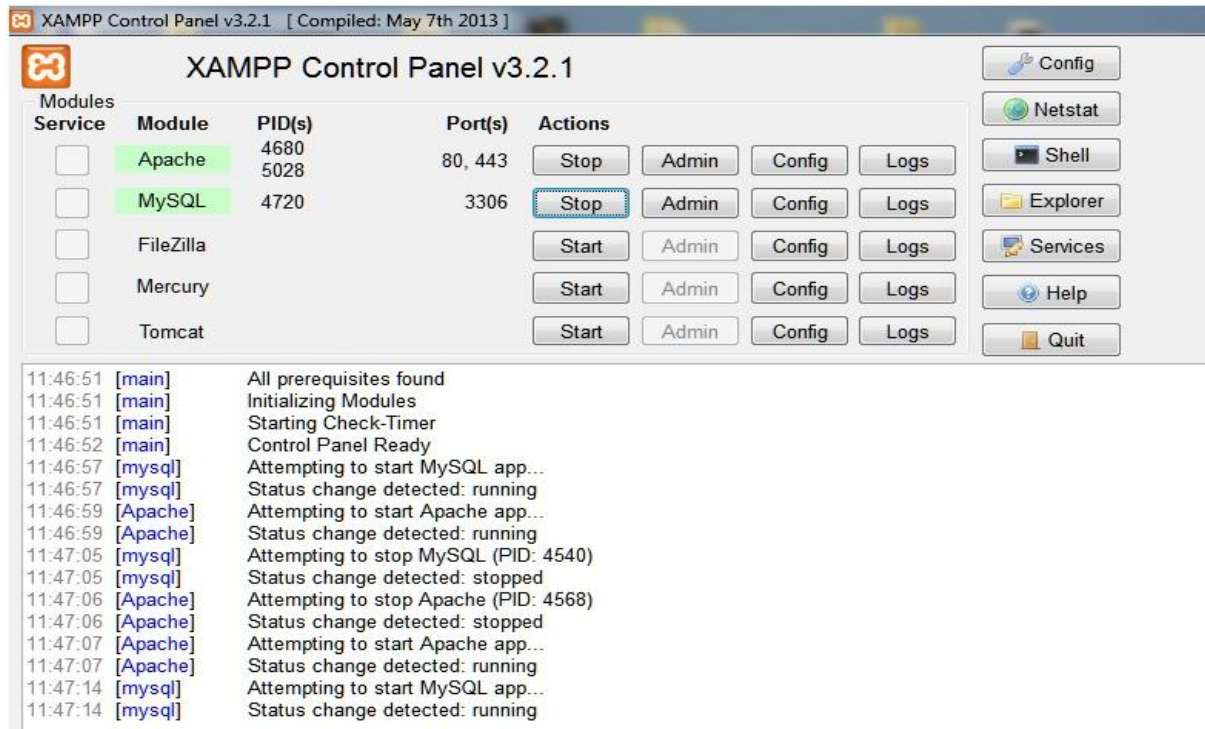 XAMPP Control Panel v3.2.1 [ Compiled: May 7th 2013 ]
XAMPP Control Panel v3.2.1
Config
Modules
Netstat
Service Module PID(s) Port(s) Actions
Apache 4680 5028 80, 443 Stop Admin Config Logs
Shell
MySQL 4720 3306 Stop Admin Config Logs
Explorer
FileZilla Start Admin Config Logs
Services
Mercury Start Admin Config Logs
Help
Tomcat Start Admin Config Logs
Quit
11:46:51 [main] All prerequisites found
11:46:51 [main] Initializing Modules
11:46:51 [main] Starting Check-Timer
11:46:52 [main] Control Panel Ready
11:46:57 [mysql] Attempting to start MySQL app...
11:46:57 [mysql] Status change detected: running
11:46:59 [Apache] Attempting to start Apache app...
11:46:59 [Apache] Status change detected: running
11:47:05 [mysql] Attempting to stop MySQL (PID: 4540)
11:47:05 [mysql] Status change detected: stopped
11:47:06 [Apache] Attempting to stop Apache (PID: 4568)
11:47:06 [Apache] Status change detected: stopped
11:47:07 [Apache] Attempting to start Apache app...
11:47:07 [Apache] Status change detected: running
11:47:14 [mysql] Attempting to start MySQL app...
11:47:14 [mysql] Status change detected: running